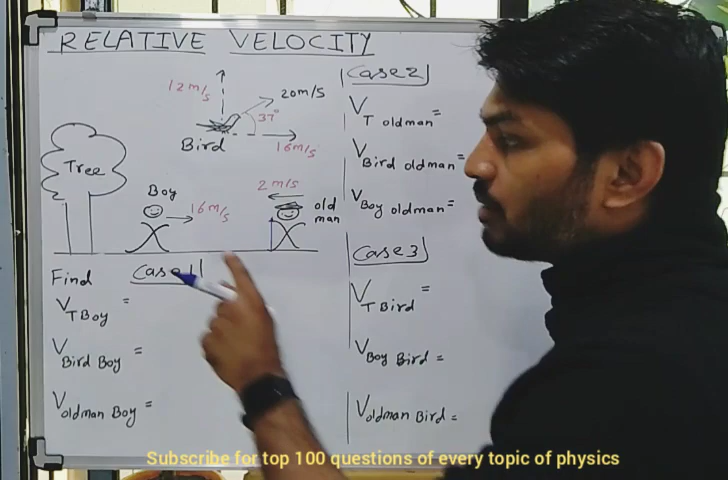 RELATIVE VELOCITY
12m/s
20m/s
37°
Bird
16m/s
Tree
Boy
16m/s
2 m/s
old
man
Find
Case 1
V T Boy =
V Bird Boy =
V oldman Boy =
Case 2
V T oldman =
V Bird oldman =
V Boy oldman =
Case 3
V T Bird =
V Boy Bird =
V oldman Bird =
Subscribe for top 100 questions of every topic of physics